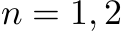 n = 1, 2